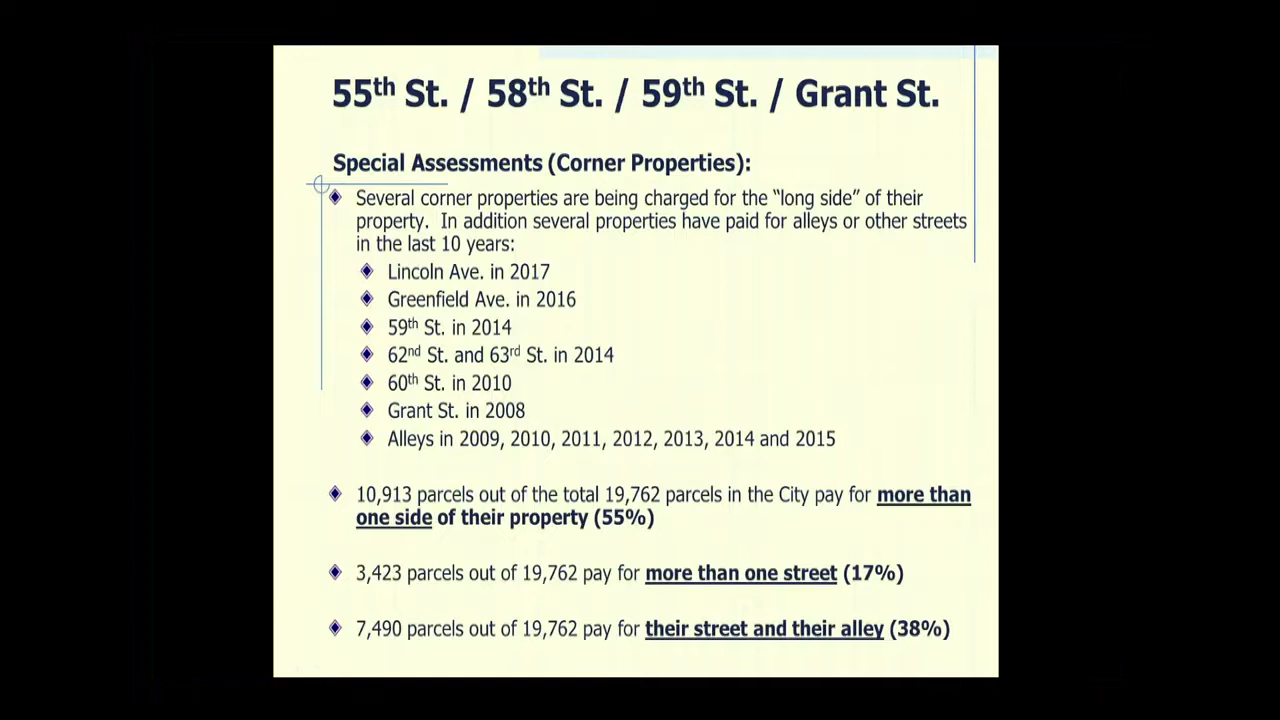 55th St. / 58th St. / 59th St. / Grant St.
Special Assessments (Corner Properties):
Several corner properties are being charged for the “long side” of their
property. In addition several properties have paid for alleys or other streets
in the last 10 years:
Lincoln Ave. in 2017
Greenfield Ave. in 2016
59th St. in 2014
62nd St. and 63rd St. in 2014
60th St. in 2010
Grant St. in 2008
Alleys in 2009, 2010, 2011, 2012, 2013, 2014 and 2015
10,913 parcels out of the total 19,762 parcels in the City pay for more than
one side of their property (55%)
3,423 parcels out of 19,762 pay for more than one street (17%)
7,490 parcels out of 19,762 pay for their street and their alley (38%)